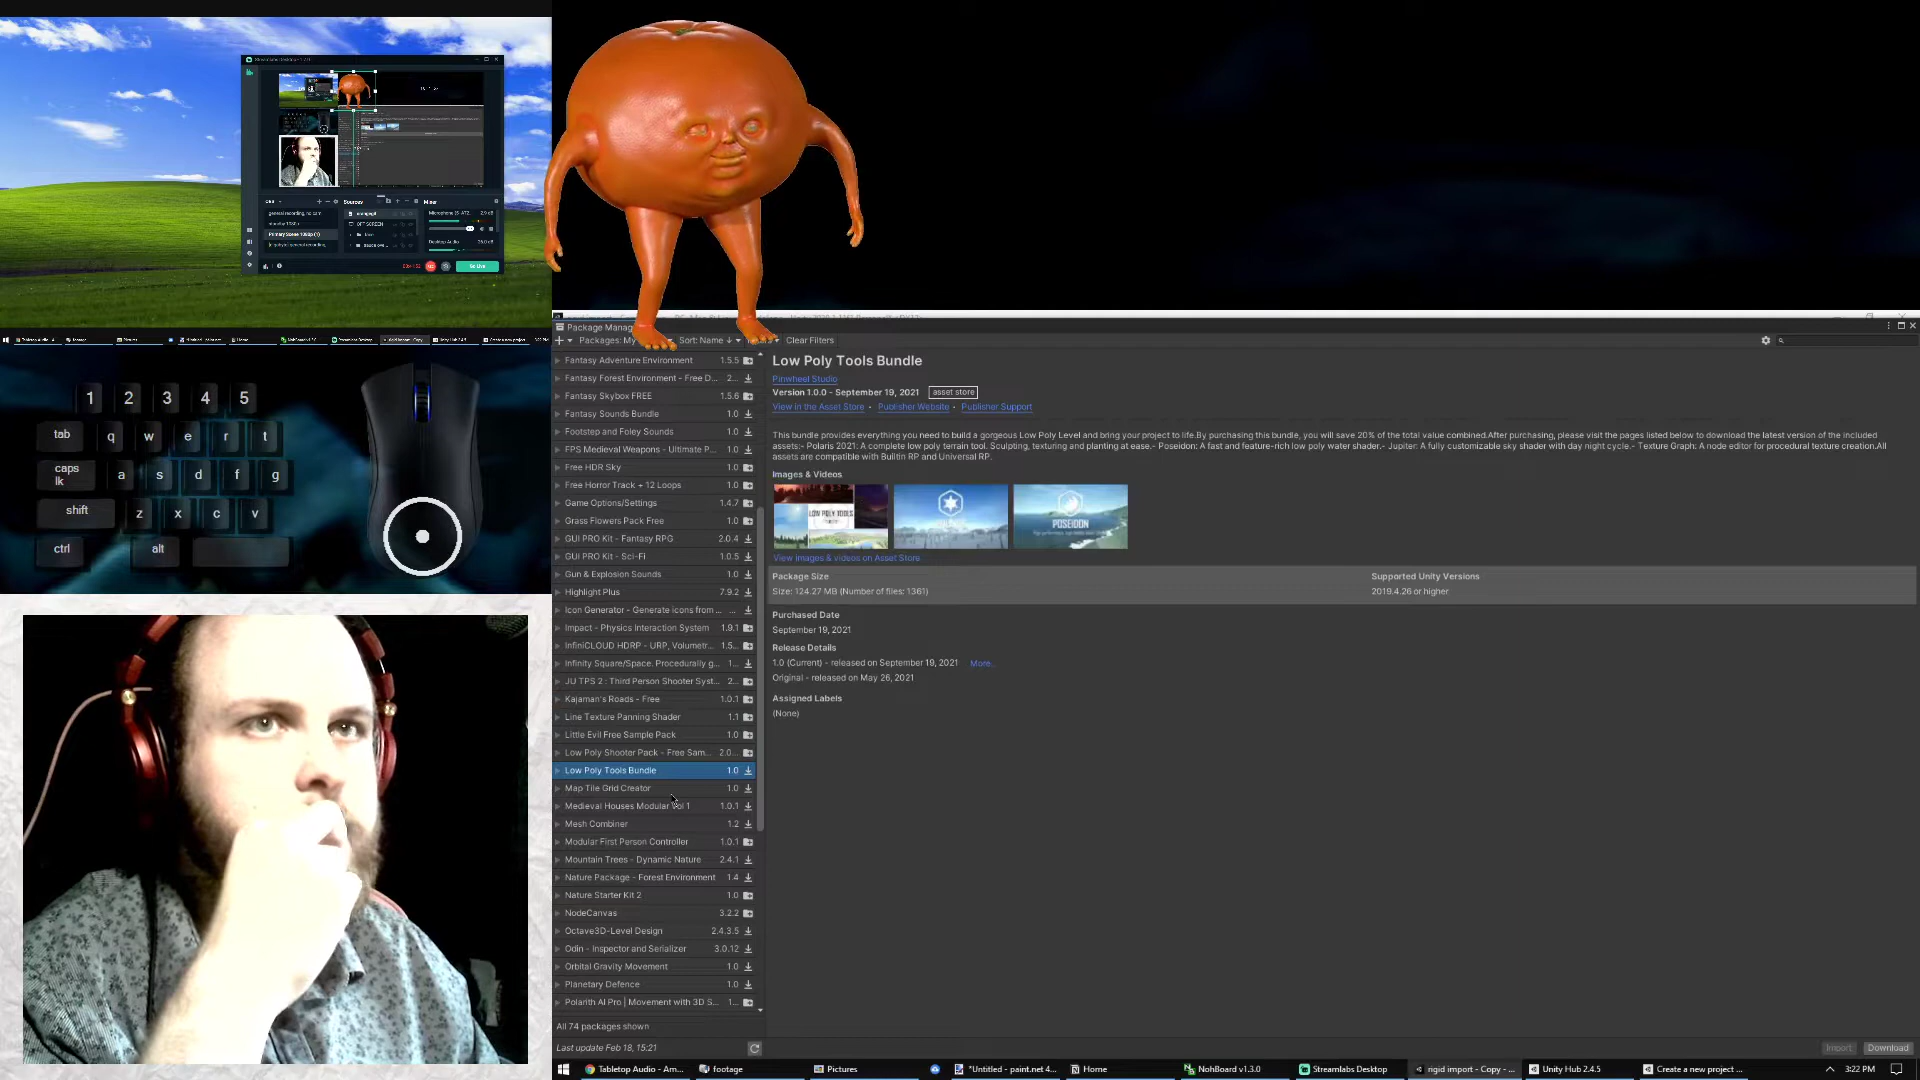 Sources
Mixer
general recording, no cam
Primary Scene 1080p (1)
OFF SCREEN
Desktop Audio
Go Live
1 2 3 4 5
tab q w e r t
caps lk a s d f g
shift z x c v
ctrl alt
Package Manag
Packages: My
Sort: Name ↓
Clear Filters
Fantasy Adventure Environment 1.5.5
Fantasy Forest Environment - Free D... 2...
Fantasy Skybox FREE 1.5.6
Fantasy Sounds Bundle 1.0
Footstep and Foley Sounds 1.0
FPS Medieval Weapons - Ultimate P... 1.0
Free HDR Sky 1.0
Free Horror Track + 12 Loops 1.0
Game Options/Settings 1.4.7
Grass Flowers Pack Free 1.0
GUI PRO Kit - Fantasy RPG 2.0.4
GUI PRO Kit - Sci-Fi 1.0.5
Gun & Explosion Sounds 1.0
Highlight Plus 7.9.2
Icon Generator - Generate icons from ... ...
Impact - Physics Interaction System 1.9.1
InfiniCLOUD HDRP - URP, Volumetr... 1.5...
Infinity Square/Space. Procedurally g... 1...
JU TPS 2 : Third Person Shooter Syst... 2...
Kajaman's Roads - Free 1.0.1
Line Texture Panning Shader 1.1
Little Evil Free Sample Pack 1.0
Low Poly Shooter Pack - Free Sam... 2.0...
Low Poly Tools Bundle 1.0
Map Tile Grid Creator 1.0
Medieval Houses Modular Vol 1 1.0.1
Mesh Combiner 1.2
Modular First Person Controller 1.0.1
Mountain Trees - Dynamic Nature 2.4.1
Nature Package - Forest Environment 1.4
Nature Starter Kit 2 1.0
NodeCanvas 3.2.2
Octave3D-Level Design 2.4.3.5
Odin - Inspector and Serializer 3.0.12
Orbital Gravity Movement 1.0
Planetary Defence 1.0
Polarith AI Pro | Movement with 3D S... 1...
All 74 packages shown
Last update Feb 18, 15:21
Low Poly Tools Bundle
Pinwheel Studio
Version 1.0.0 - September 19, 2021 asset store
View in the Asset Store • Publisher Website • Publisher Support
This bundle provides everything you need to build a gorgeous Low Poly Level and bring your project to life.By purchasing this bundle, you will save 20% of the total value combined.After purchasing, please visit the pages listed below to download the latest version of the included
assets:- Polaris 2021: A complete low poly terrain tool. Sculpting, texturing and planting at ease.- Poseidon: A fast and feature-rich low poly water shader.- Jupiter: A fully customizable sky shader with day night cycle.- Texture Graph: A node editor for procedural texture creation.All
assets are compatible with Builtin RP and Universal RP.
Images & Videos
LOW POLY TOOLS
POSEIDON
View images & videos on Asset Store
Package Size
Supported Unity Versions
Size: 124.27 MB (Number of files: 1361)
2019.4.26 or higher
Purchased Date
September 19, 2021
Release Details
1.0 (Current) - released on September 19, 2021 More...
Original - released on May 26, 2021
Assigned Labels
(None)
Import
Download
Tabletop Audio - Am...
footage
Pictures
*Untitled - paint.net 4...
Home
NohBoard v1.3.0
Streamlabs Desktop
rigid import - Copy - ...
Unity Hub 2.4.5
Create a new project ...
3:22 PM